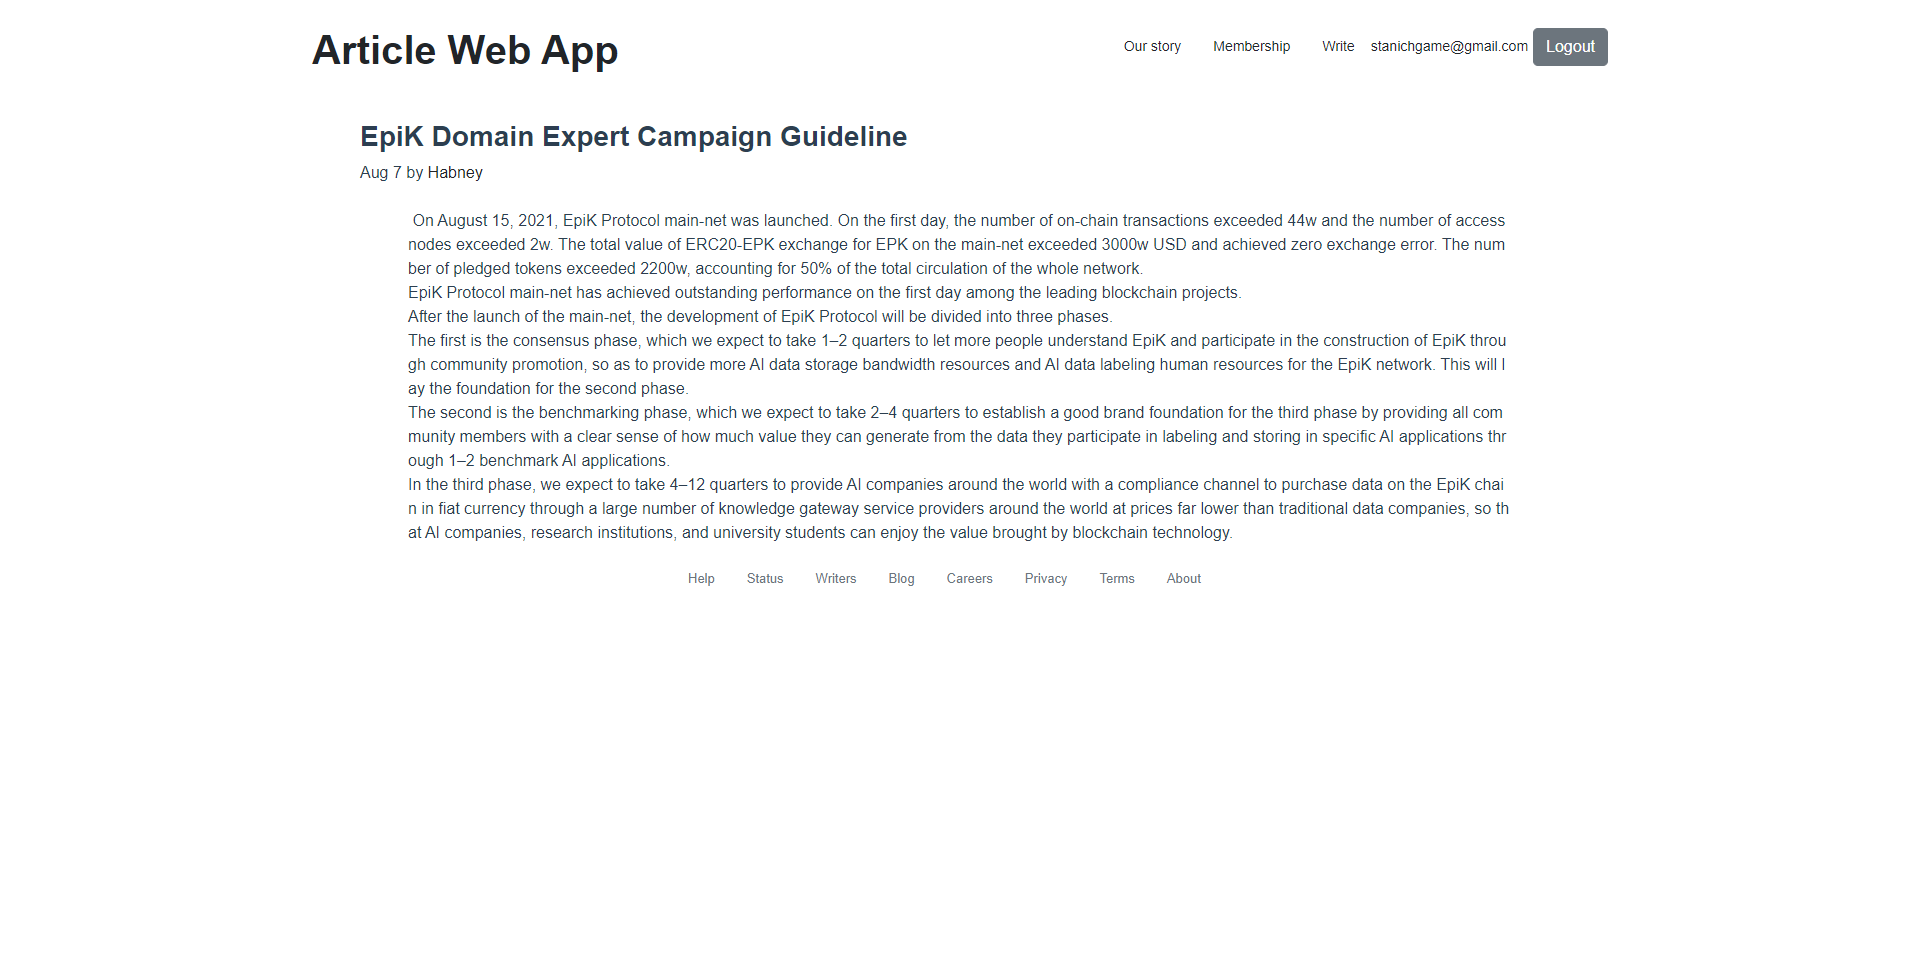 Article Web App
Our story Membership Write stanichgame@gmail.com Logout
EpiK Domain Expert Campaign Guideline
Aug 7 by Habney
On August 15, 2021, EpiK Protocol main-net was launched. On the first day, the number of on-chain transactions exceeded 44w and the number of access
nodes exceeded 2w. The total value of ERC20-EPK exchange for EPK on the main-net exceeded 3000w USD and achieved zero exchange error. The num
ber of pledged tokens exceeded 2200w, accounting for 50% of the total circulation of the whole network.
EpiK Protocol main-net has achieved outstanding performance on the first day among the leading blockchain projects.
After the launch of the main-net, the development of EpiK Protocol will be divided into three phases.
The first is the consensus phase, which we expect to take 1–2 quarters to let more people understand EpiK and participate in the construction of EpiK throu
gh community promotion, so as to provide more AI data storage bandwidth resources and AI data labeling human resources for the EpiK network. This will l
ay the foundation for the second phase.
The second is the benchmarking phase, which we expect to take 2–4 quarters to establish a good brand foundation for the third phase by providing all com
munity members with a clear sense of how much value they can generate from the data they participate in labeling and storing in specific AI applications thr
ough 1–2 benchmark AI applications.
In the third phase, we expect to take 4–12 quarters to provide AI companies around the world with a compliance channel to purchase data on the EpiK chai
n in fiat currency through a large number of knowledge gateway service providers around the world at prices far lower than traditional data companies, so th
at AI companies, research institutions, and university students can enjoy the value brought by blockchain technology.
Help Status Writers Blog Careers Privacy Terms About